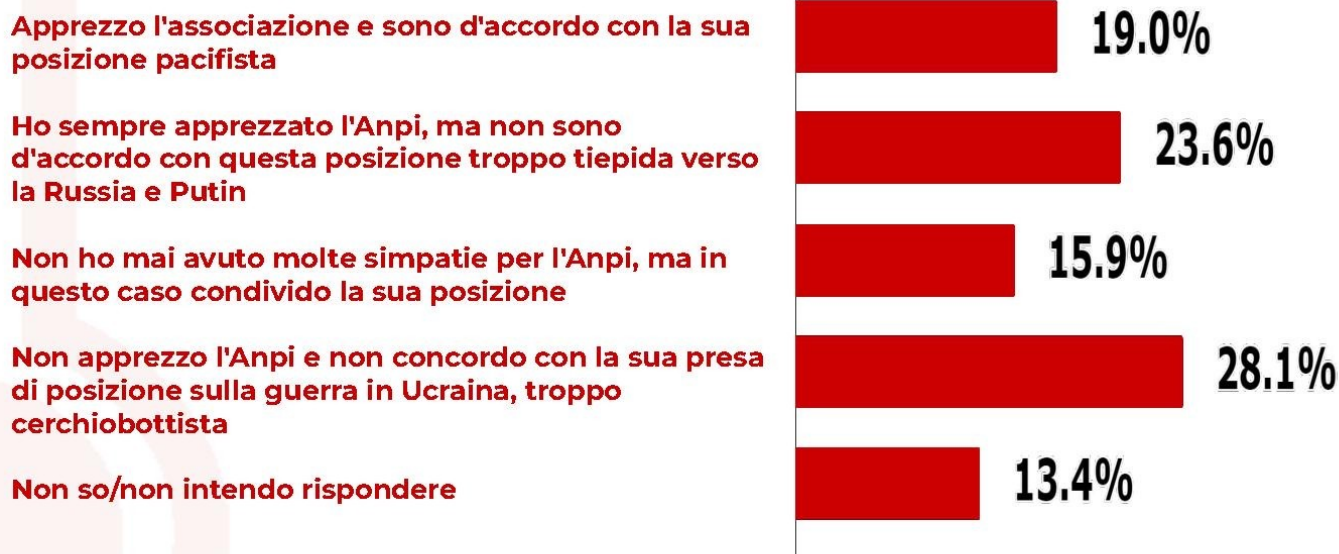 Apprezzo l'associazione e sono d'accordo con la sua
posizione pacifista
19.0%
Ho sempre apprezzato l'Anpi, ma non sono
d'accordo con questa posizione troppo tiepida verso
la Russia e Putin
23.6%
Non ho mai avuto molte simpatie per l'Anpi, ma in
questo caso condivido la sua posizione
15.9%
Non apprezzo l'Anpi e non concordo con la sua presa
di posizione sulla guerra in Ucraina, troppo
cerchiobottista
28.1%
Non so/non intendo rispondere
13.4%